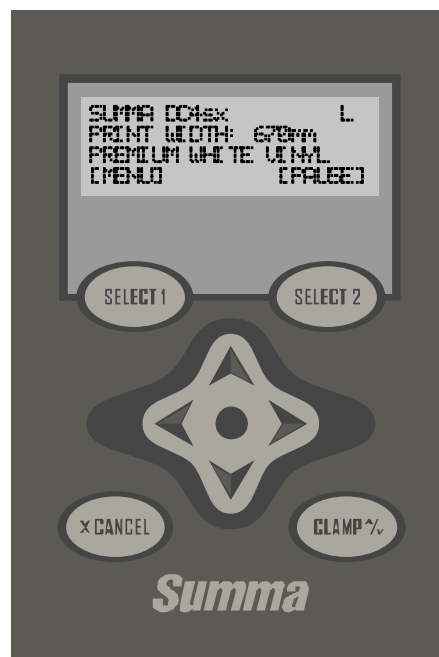 SUMMA DC4sx L
PRINT WIDTH: 670mm
PREMIUM WHITE VINYL
[MENU] [PAUSE]
SELECT 1 SELECT 2
X CANCEL CLAMP ^/v
Summa